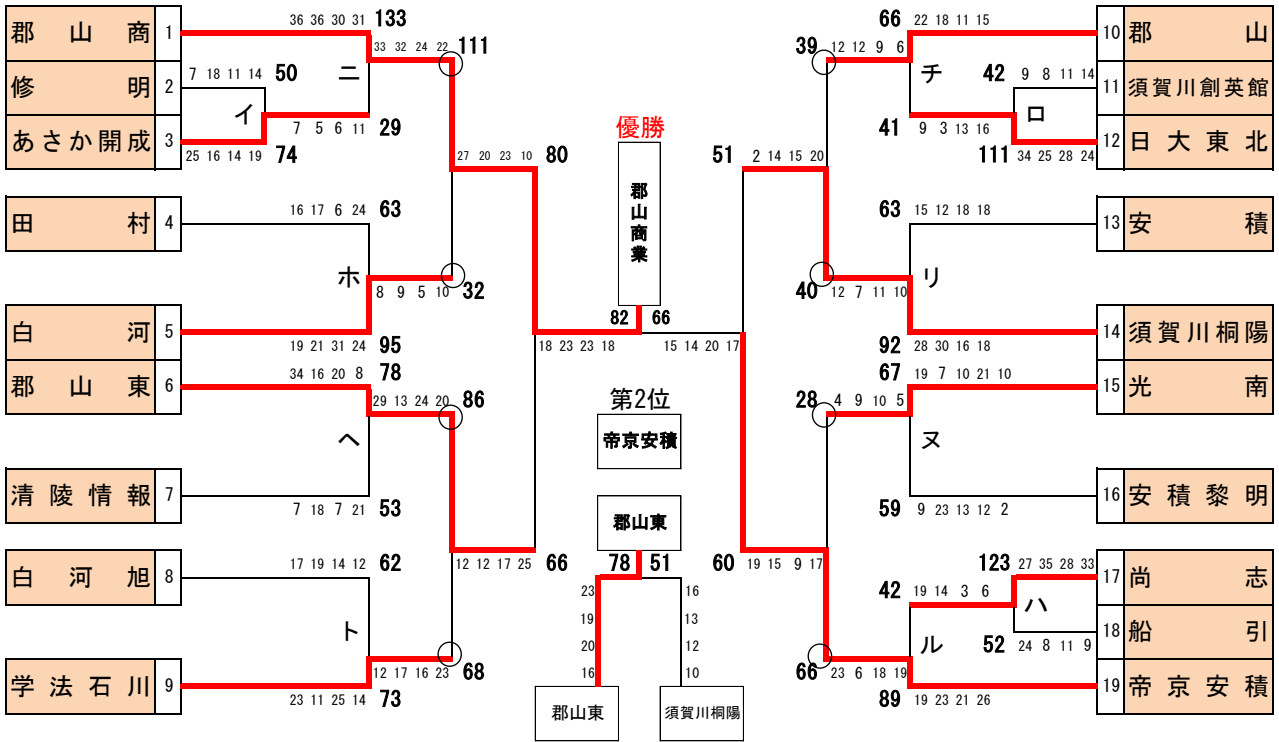 郡山商 1
36 36 30 31 133
33 32 24 22 111
修明 2
7 18 11 14 50
イ
ニ
あさか開成 3
25 16 14 19 74
7 5 6 11 29
27 20 23 10 80
田村 4
16 17 6 24 63
ホ
8 9 5 10 32
白河 5
19 21 31 24 95
郡山東 6
34 16 20 8 78
29 13 24 20 86
ヘ
清陵情報 7
7 18 7 21 53
白河旭 8
17 19 14 12 62
12 12 17 25 66
ト
12 17 16 23 68
学法石川 9
23 11 25 14 73
優勝
郡山商業
82 66
18 23 23 18
15 14 20 17
第2位
帝京安積
郡山東
78 51
23 16
19 13
20 12
16 10
郡山東
須賀川桐陽
66 22 18 11 15
10 郡山
39 12 12 9 6
チ
42 9 8 11 14
11 須賀川創英館
ロ
41 9 3 13 16
12 日大東北
111 34 25 28 24
51 2 14 15 20
63 15 12 18 18
13 安積
リ
40 12 7 11 10
14 須賀川桐陽
92 28 30 16 18
67 19 7 10 21 10
15 光南
28 4 9 10 5
ヌ
16 安積黎明
59 9 23 13 12 2
60 19 15 9 17
123 27 35 28 33
17 尚志
42 19 14 3 6
ハ
18 船引
52 24 8 11 9
ル
66 23 6 18 19
19 帝京安積
89 19 23 21 26